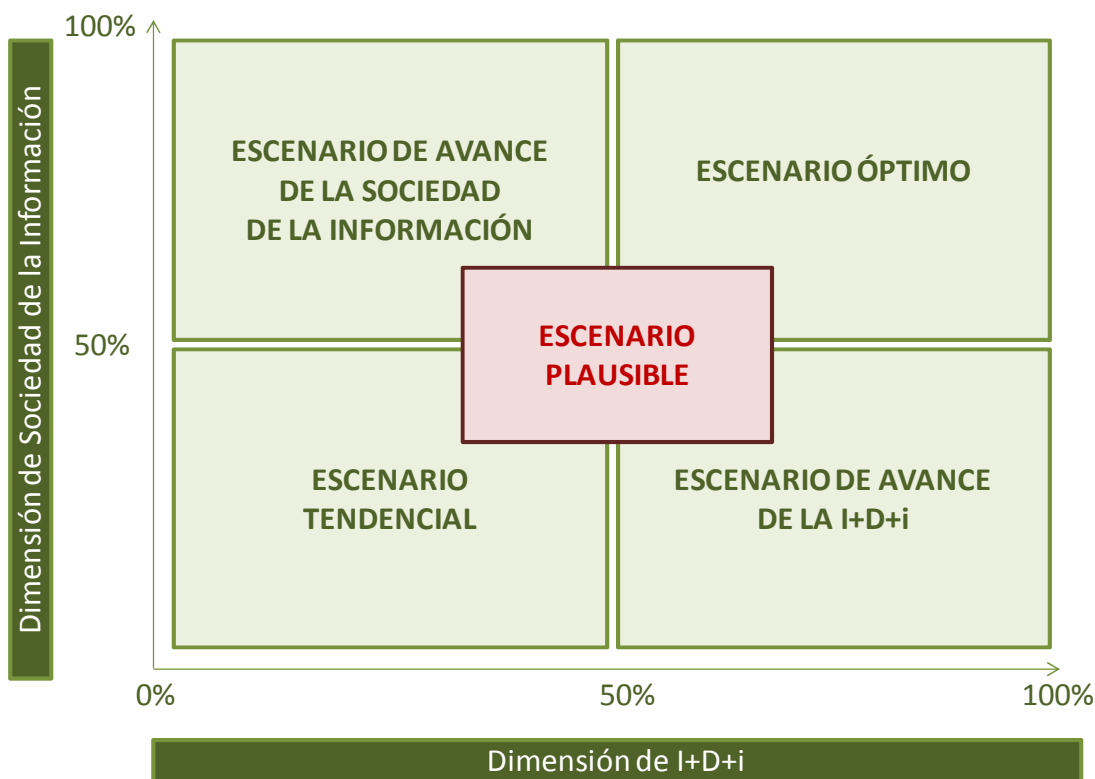 100%
Dimensión de Sociedad de la Información
ESCENARIO DE AVANCE
DE LA SOCIEDAD
DE LA INFORMACIÓN
ESCENARIO ÓPTIMO
50%
ESCENARIO
PLAUSIBLE
ESCENARIO
TENDENCIAL
ESCENARIO DE AVANCE
DE LA I+D+i
0%
50%
100%
Dimensión de I+D+i